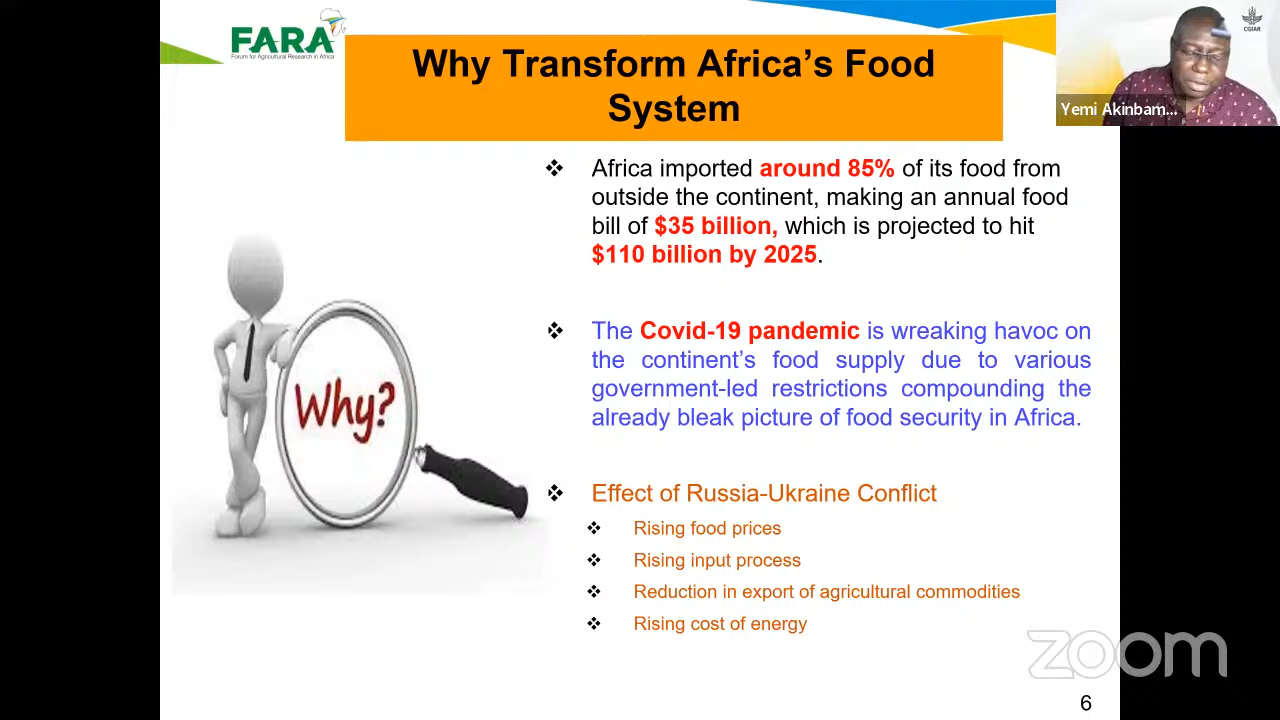 FARA
Forum for Agricultural Research in Africa
Why Transform Africa's Food
System
CGIAR
Yemi Akinbam...
❖ Africa imported around 85% of its food from
outside the continent, making an annual food
bill of $35 billion, which is projected to hit
$110 billion by 2025.
❖ The Covid-19 pandemic is wreaking havoc on
the continent's food supply due to various
government-led restrictions compounding the
already bleak picture of food security in Africa.
Why?
❖ Effect of Russia-Ukraine Conflict
❖ Rising food prices
❖ Rising input process
❖ Reduction in export of agricultural commodities
❖ Rising cost of energy
zoom
6